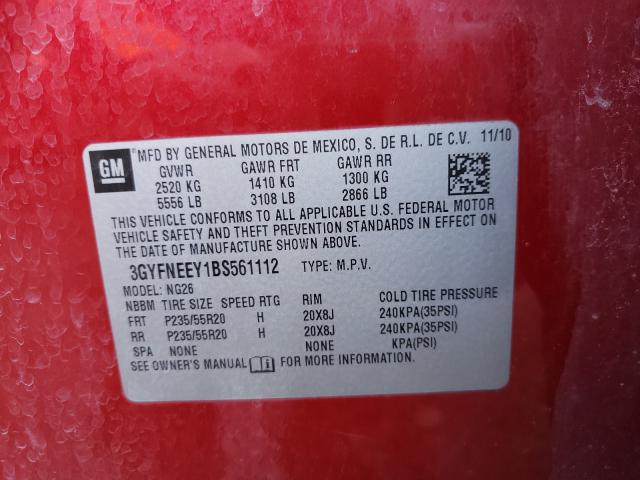 GM
MFD BY GENERAL MOTORS DE MEXICO, S. DE R.L. DE C.V. 11/10
GVWR GAWR FRT GAWR RR
2520 KG 1410 KG 1300 KG
5556 LB 3108 LB 2866 LB
THIS VEHICLE CONFORMS TO ALL APPLICABLE U.S. FEDERAL MOTOR
VEHICLE SAFETY AND THEFT PREVENTION STANDARDS IN EFFECT ON
THE DATE OF MANUFACTURE SHOWN ABOVE.
3GYFNEEY1BS561112 TYPE: M.P.V.
MODEL: NG26
NBBM TIRE SIZE SPEED RTG RIM COLD TIRE PRESSURE
FRT P235/55R20 H 20X8J 240KPA(35PSI)
RR P235/55R20 H 20X8J 240KPA(35PSI)
SPA NONE NONE KPA(PSI)
SEE OWNER'S MANUAL FOR MORE INFORMATION.